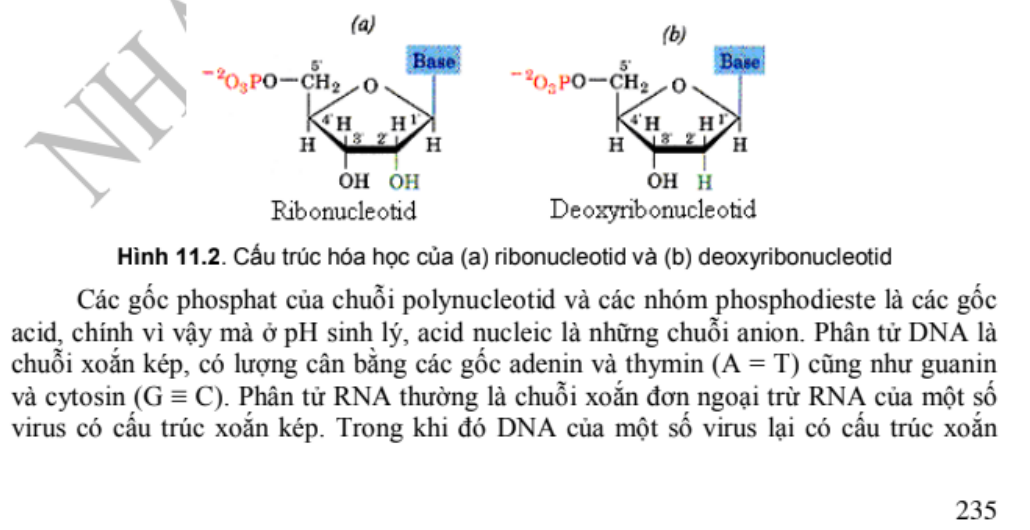 (a)
(b)
⁻²O₃PO—CH₂ 5' O Base
4' H H 1'
H 3' 2' H
OH OH
Ribonucleotid
⁻²O₃PO—CH₂ 5' O Base
4' H H 1'
H 3' 2' H
OH H
Deoxyribonucleotid
NH
Hình 11.2. Cấu trúc hóa học của (a) ribonucleotid và (b) deoxyribonucleotid
Các gốc phosphat của chuỗi polynucleotid và các nhóm phosphodieste là các gốc
acid, chính vì vậy mà ở pH sinh lý, acid nucleic là những chuỗi anion. Phân tử DNA là
chuỗi xoắn kép, có lượng cân bằng các gốc adenin và thymin (A = T) cũng như guanin
và cytosin (G ≡ C). Phân tử RNA thường là chuỗi xoắn đơn ngoại trừ RNA của một số
virus có cấu trúc xoắn kép. Trong khi đó DNA của một số virus lại có cấu trúc xoắn
235